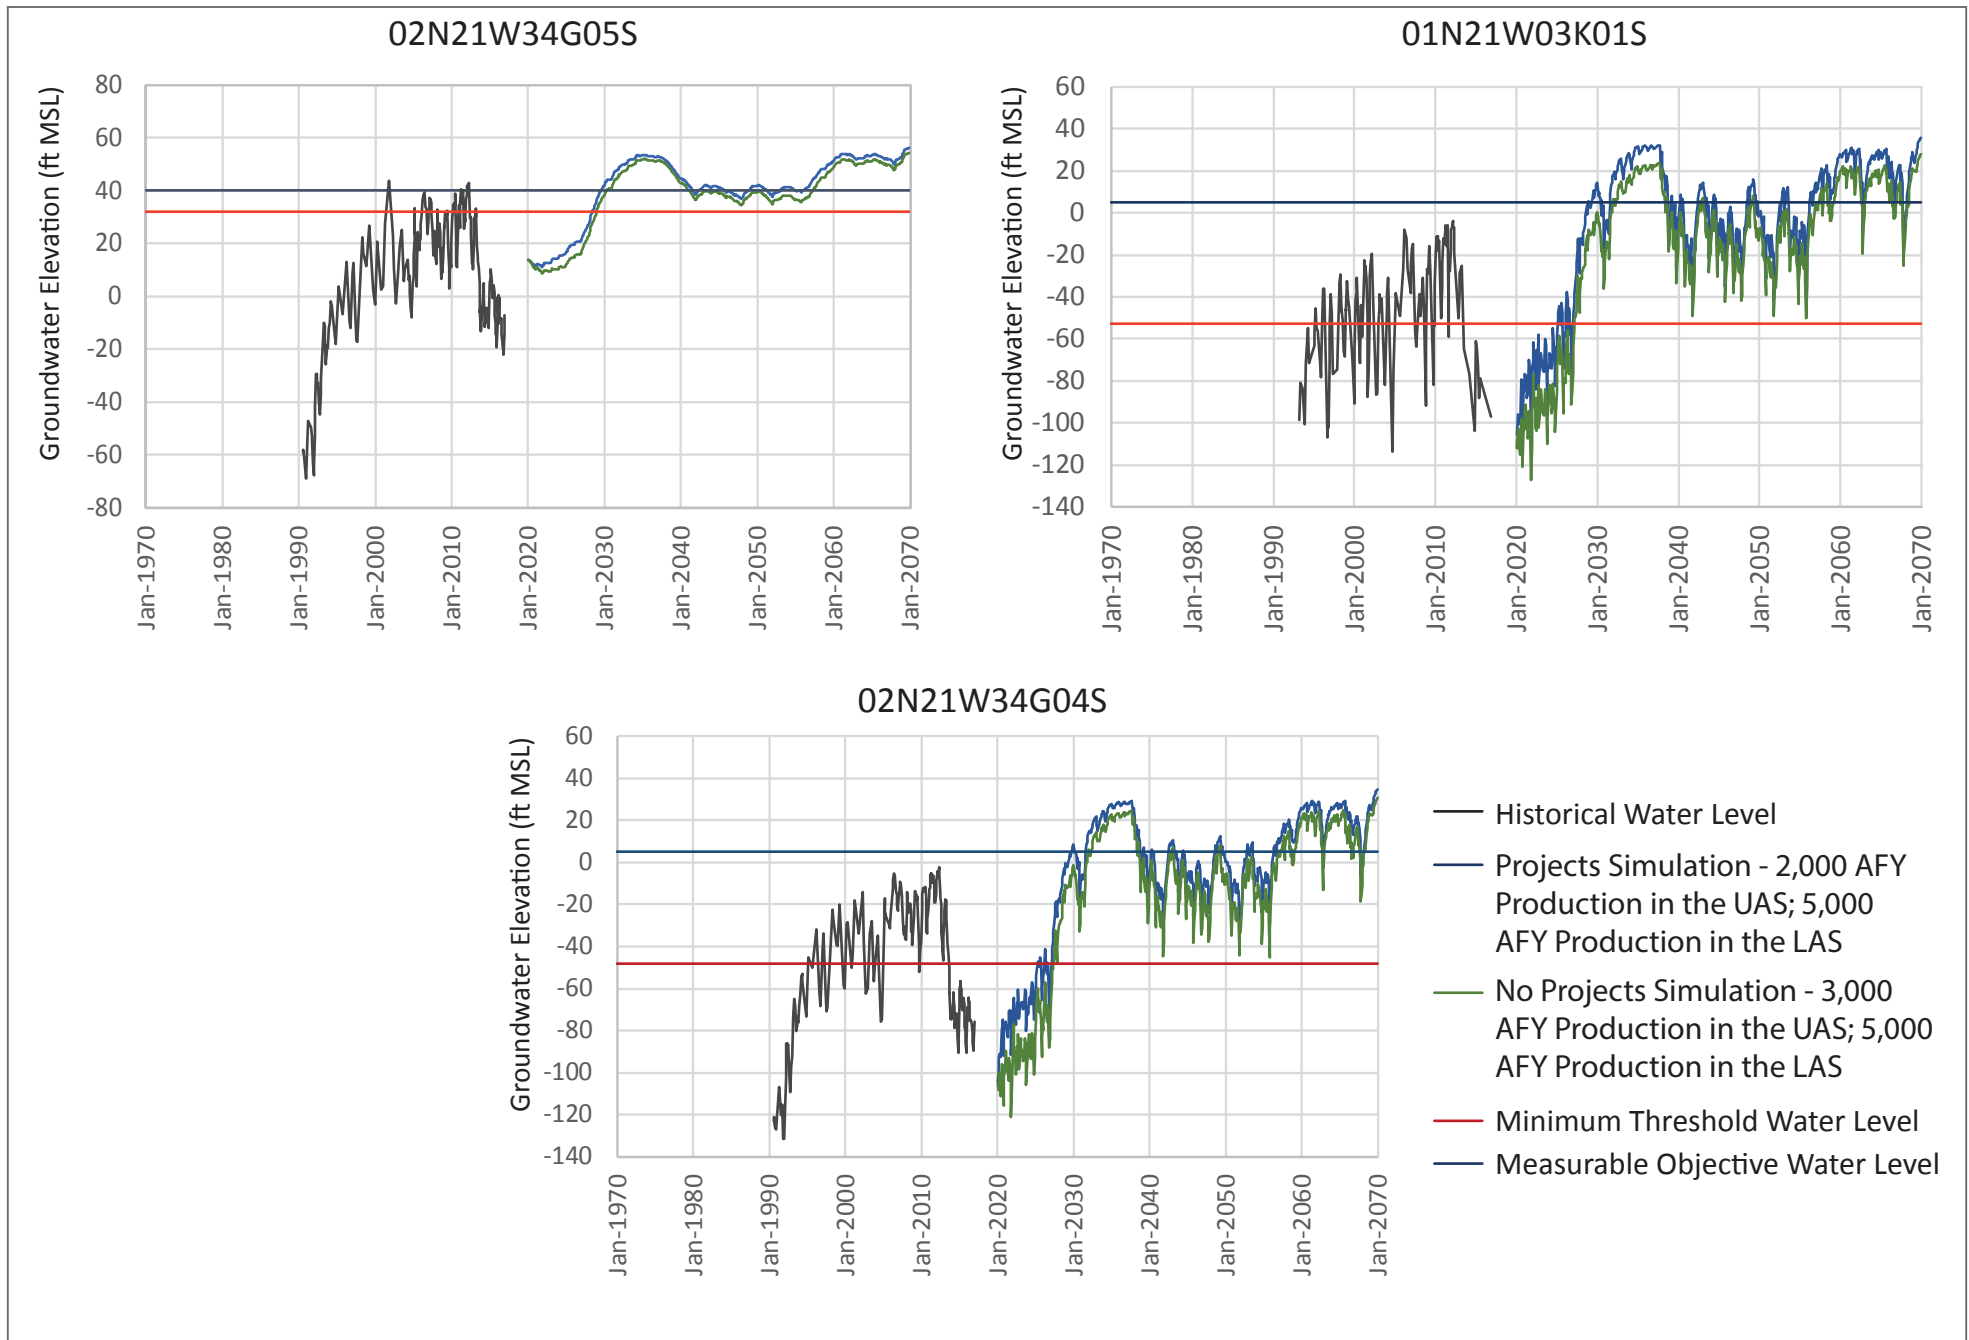 02N21W34G05S
Groundwater Elevation (ft MSL)
80
60
40
20
0
-20
-40
-60
-80
Jan-1970
Jan-1980
Jan-1990
Jan-2000
Jan-2010
Jan-2020
Jan-2030
Jan-2040
Jan-2050
Jan-2060
Jan-2070
01N21W03K01S
Groundwater Elevation (ft MSL)
60
40
20
0
-20
-40
-60
-80
-100
-120
-140
Jan-1970
Jan-1980
Jan-1990
Jan-2000
Jan-2010
Jan-2020
Jan-2030
Jan-2040
Jan-2050
Jan-2060
Jan-2070
02N21W34G04S
Groundwater Elevation (ft MSL)
60
40
20
0
-20
-40
-60
-80
-100
-120
-140
Jan-1970
Jan-1980
Jan-1990
Jan-2000
Jan-2010
Jan-2020
Jan-2030
Jan-2040
Jan-2050
Jan-2060
Jan-2070
Historical Water Level
Projects Simulation - 2,000 AFY
Production in the UAS; 5,000
AFY Production in the LAS
No Projects Simulation - 3,000
AFY Production in the UAS; 5,000
AFY Production in the LAS
Minimum Threshold Water Level
Measurable Objective Water Level